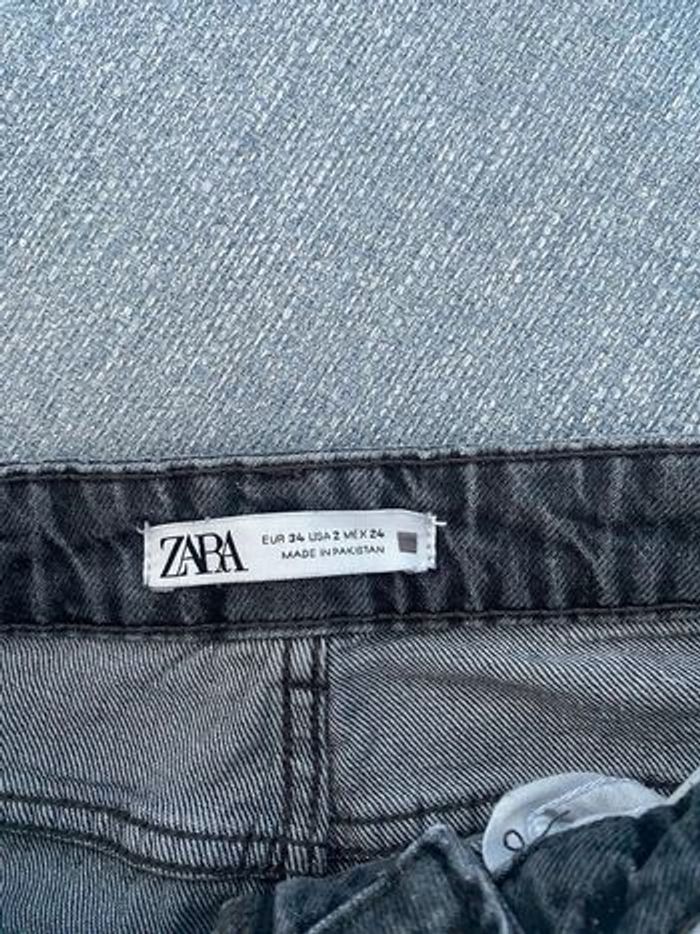 ZARA
EUR 34 USA 2 MEX 24
MADE IN PAKISTAN